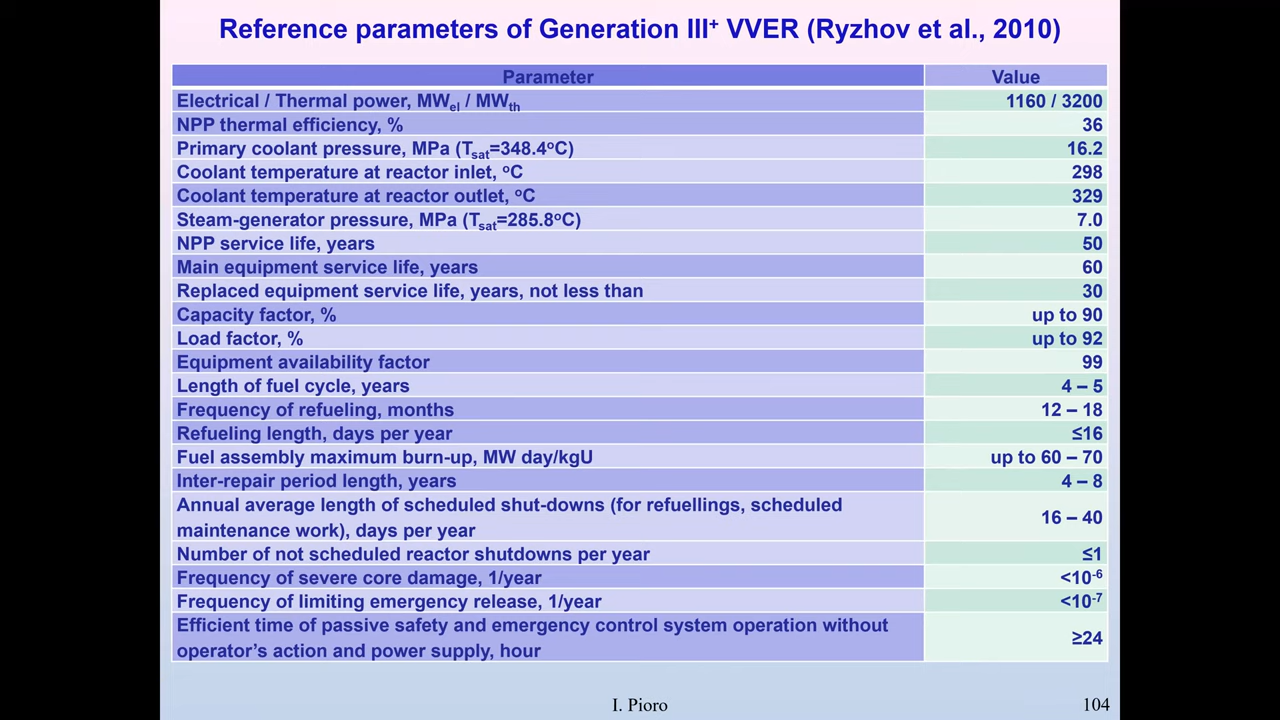 Reference parameters of Generation III⁺ VVER (Ryzhov et al., 2010)
Parameter Value
Electrical / Thermal power, MWel / MWth 1160 / 3200
NPP thermal efficiency, % 36
Primary coolant pressure, MPa (Tsat=348.4ºC) 16.2
Coolant temperature at reactor inlet, ºC 298
Coolant temperature at reactor outlet, ºC 329
Steam-generator pressure, MPa (Tsat=285.8ºC) 7.0
NPP service life, years 50
Main equipment service life, years 60
Replaced equipment service life, years, not less than 30
Capacity factor, % up to 90
Load factor, % up to 92
Equipment availability factor 99
Length of fuel cycle, years 4 – 5
Frequency of refueling, months 12 – 18
Refueling length, days per year ≤16
Fuel assembly maximum burn-up, MW day/kgU up to 60 – 70
Inter-repair period length, years 4 – 8
Annual average length of scheduled shut-downs (for refuellings, scheduled
maintenance work), days per year 16 – 40
Number of not scheduled reactor shutdowns per year ≤1
Frequency of severe core damage, 1/year <10⁻⁶
Frequency of limiting emergency release, 1/year <10⁻⁷
Efficient time of passive safety and emergency control system operation without
operator’s action and power supply, hour ≥24
I. Pioro 104